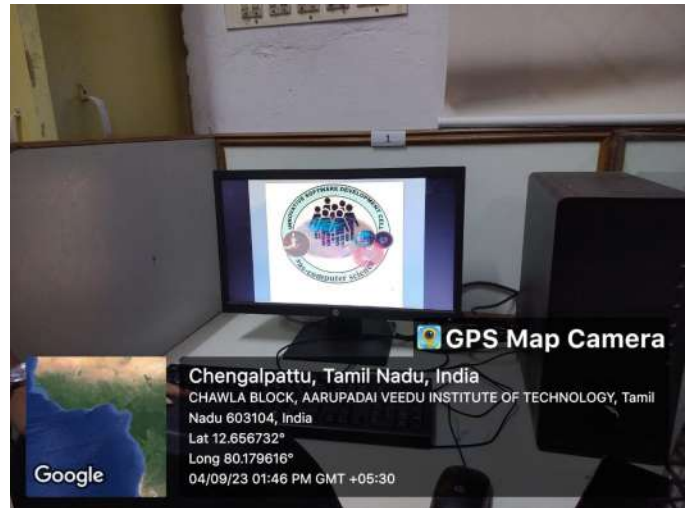 1
INNOVATIVE SOFTWARE DEVELOPMENT CELL
computer science
GPS Map Camera
Chengalpattu, Tamil Nadu, India
CHAWLA BLOCK, AARUPADAI VEEDU INSTITUTE OF TECHNOLOGY, Tamil
Nadu 603104, India
Lat 12.656732°
Long 80.179616°
04/09/23 01:46 PM GMT +05:30
Google